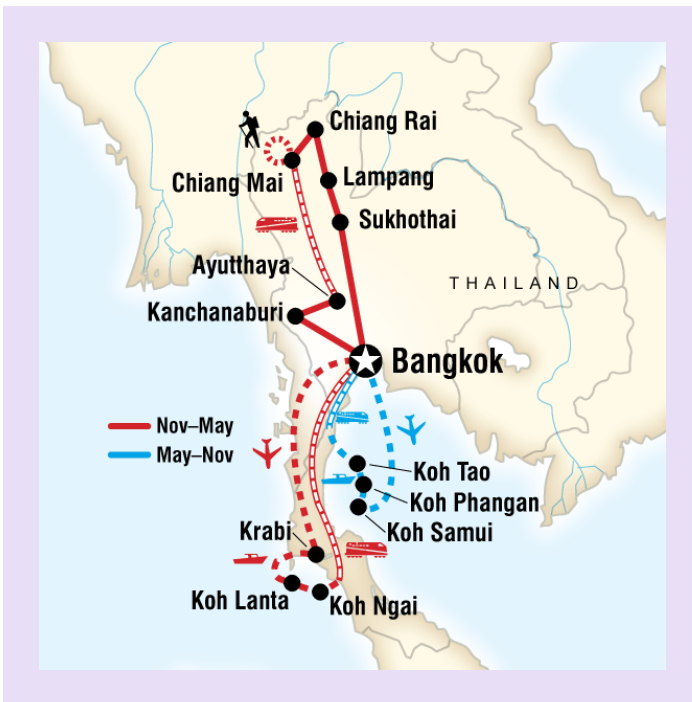 Chiang Rai
Chiang Mai
Lampang
Sukhothai
Ayutthaya
THAILAND
Kanchanaburi
Bangkok
Nov–May
May–Nov
Koh Tao
Koh Phangan
Krabi
Koh Samui
Koh Lanta
Koh Ngai